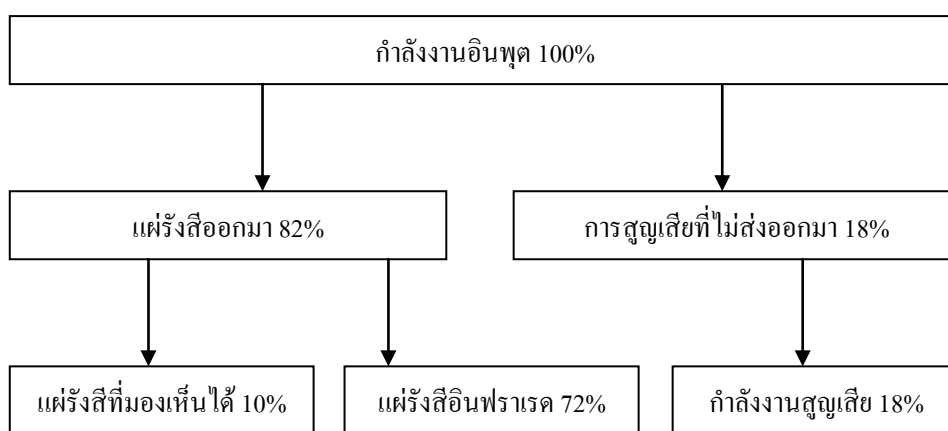 กำลังงานอินพุต 100%
แผ่รังสีออกมา 82%
การสูญเสียที่ไม่ส่งออกมา 18%
แผ่รังสีที่มองเห็นได้ 10%
แผ่รังสีอินฟราเรด 72%
กำลังงานสูญเสีย 18%